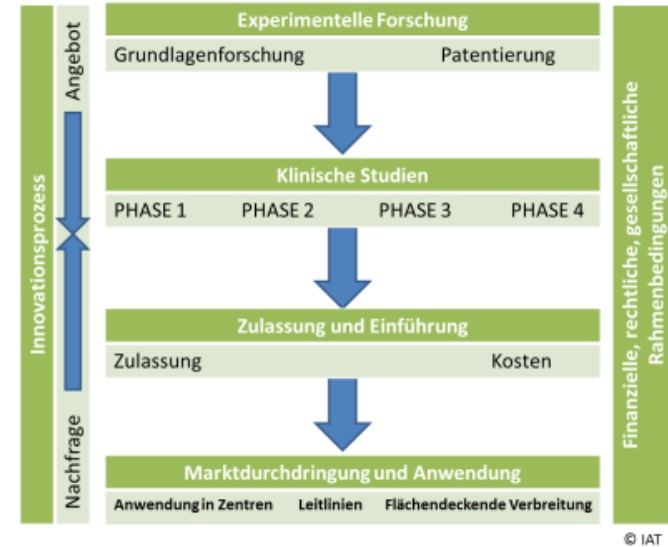 Innovationsprozess
Angebot
Nachfrage
Experimentelle Forschung
Grundlagenforschung Patentierung
Klinische Studien
PHASE 1 PHASE 2 PHASE 3 PHASE 4
Zulassung und Einführung
Zulassung Kosten
Marktdurchdringung und Anwendung
Anwendung in Zentren Leitlinien Flächendeckende Verbreitung
Finanzielle, rechtliche, gesellschaftliche
Rahmenbedingungen
© IAT